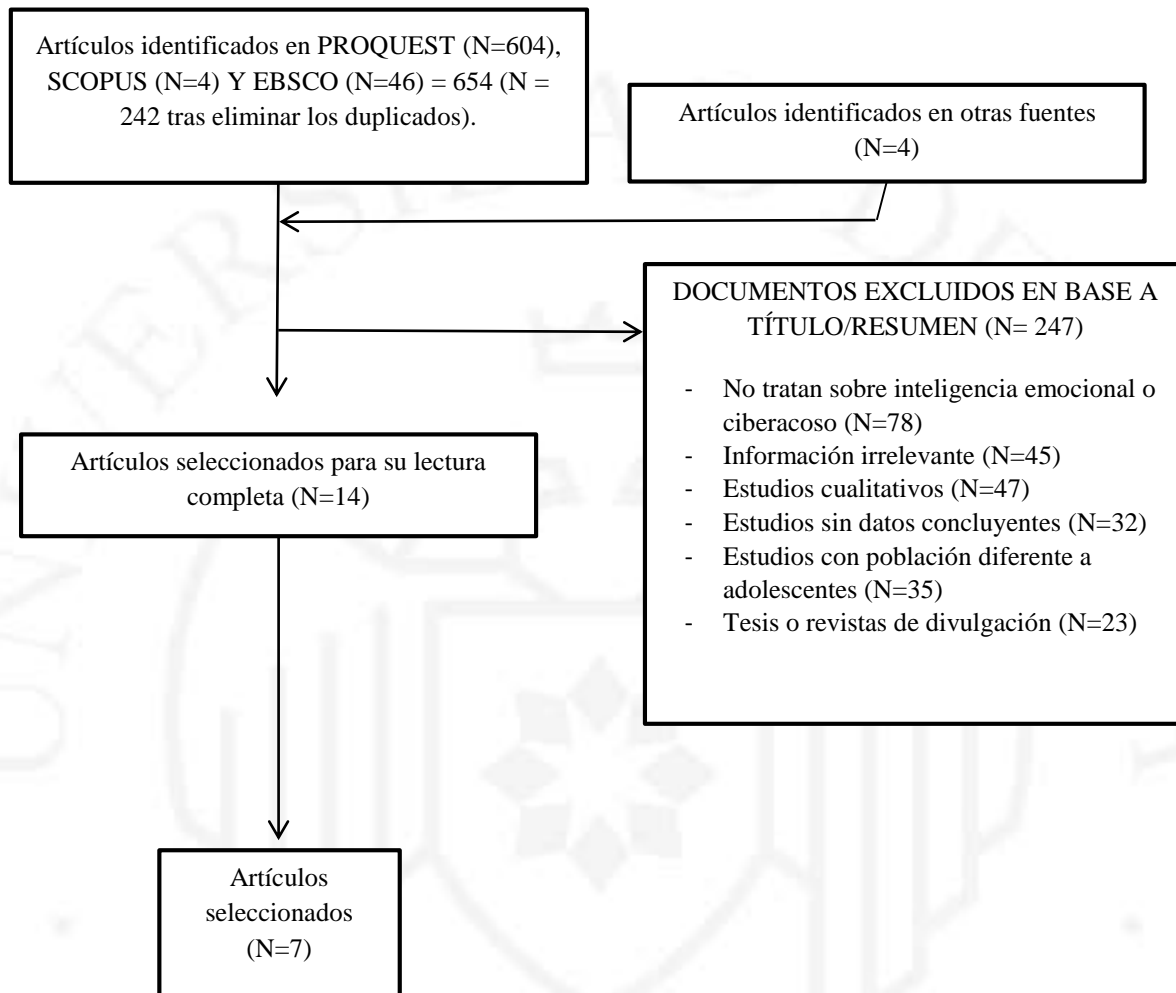 Artículos identificados en PROQUEST (N=604),
SCOPUS (N=4) Y EBSCO (N=46) = 654 (N =
242 tras eliminar los duplicados).
Artículos identificados en otras fuentes
(N=4)
DOCUMENTOS EXCLUIDOS EN BASE A
TÍTULO/RESUMEN (N= 247)
- No tratan sobre inteligencia emocional o
ciberacoso (N=78)
- Información irrelevante (N=45)
- Estudios cualitativos (N=47)
- Estudios sin datos concluyentes (N=32)
- Estudios con población diferente a
adolescentes (N=35)
- Tesis o revistas de divulgación (N=23)
Artículos seleccionados para su lectura
completa (N=14)
Artículos
seleccionados
(N=7)